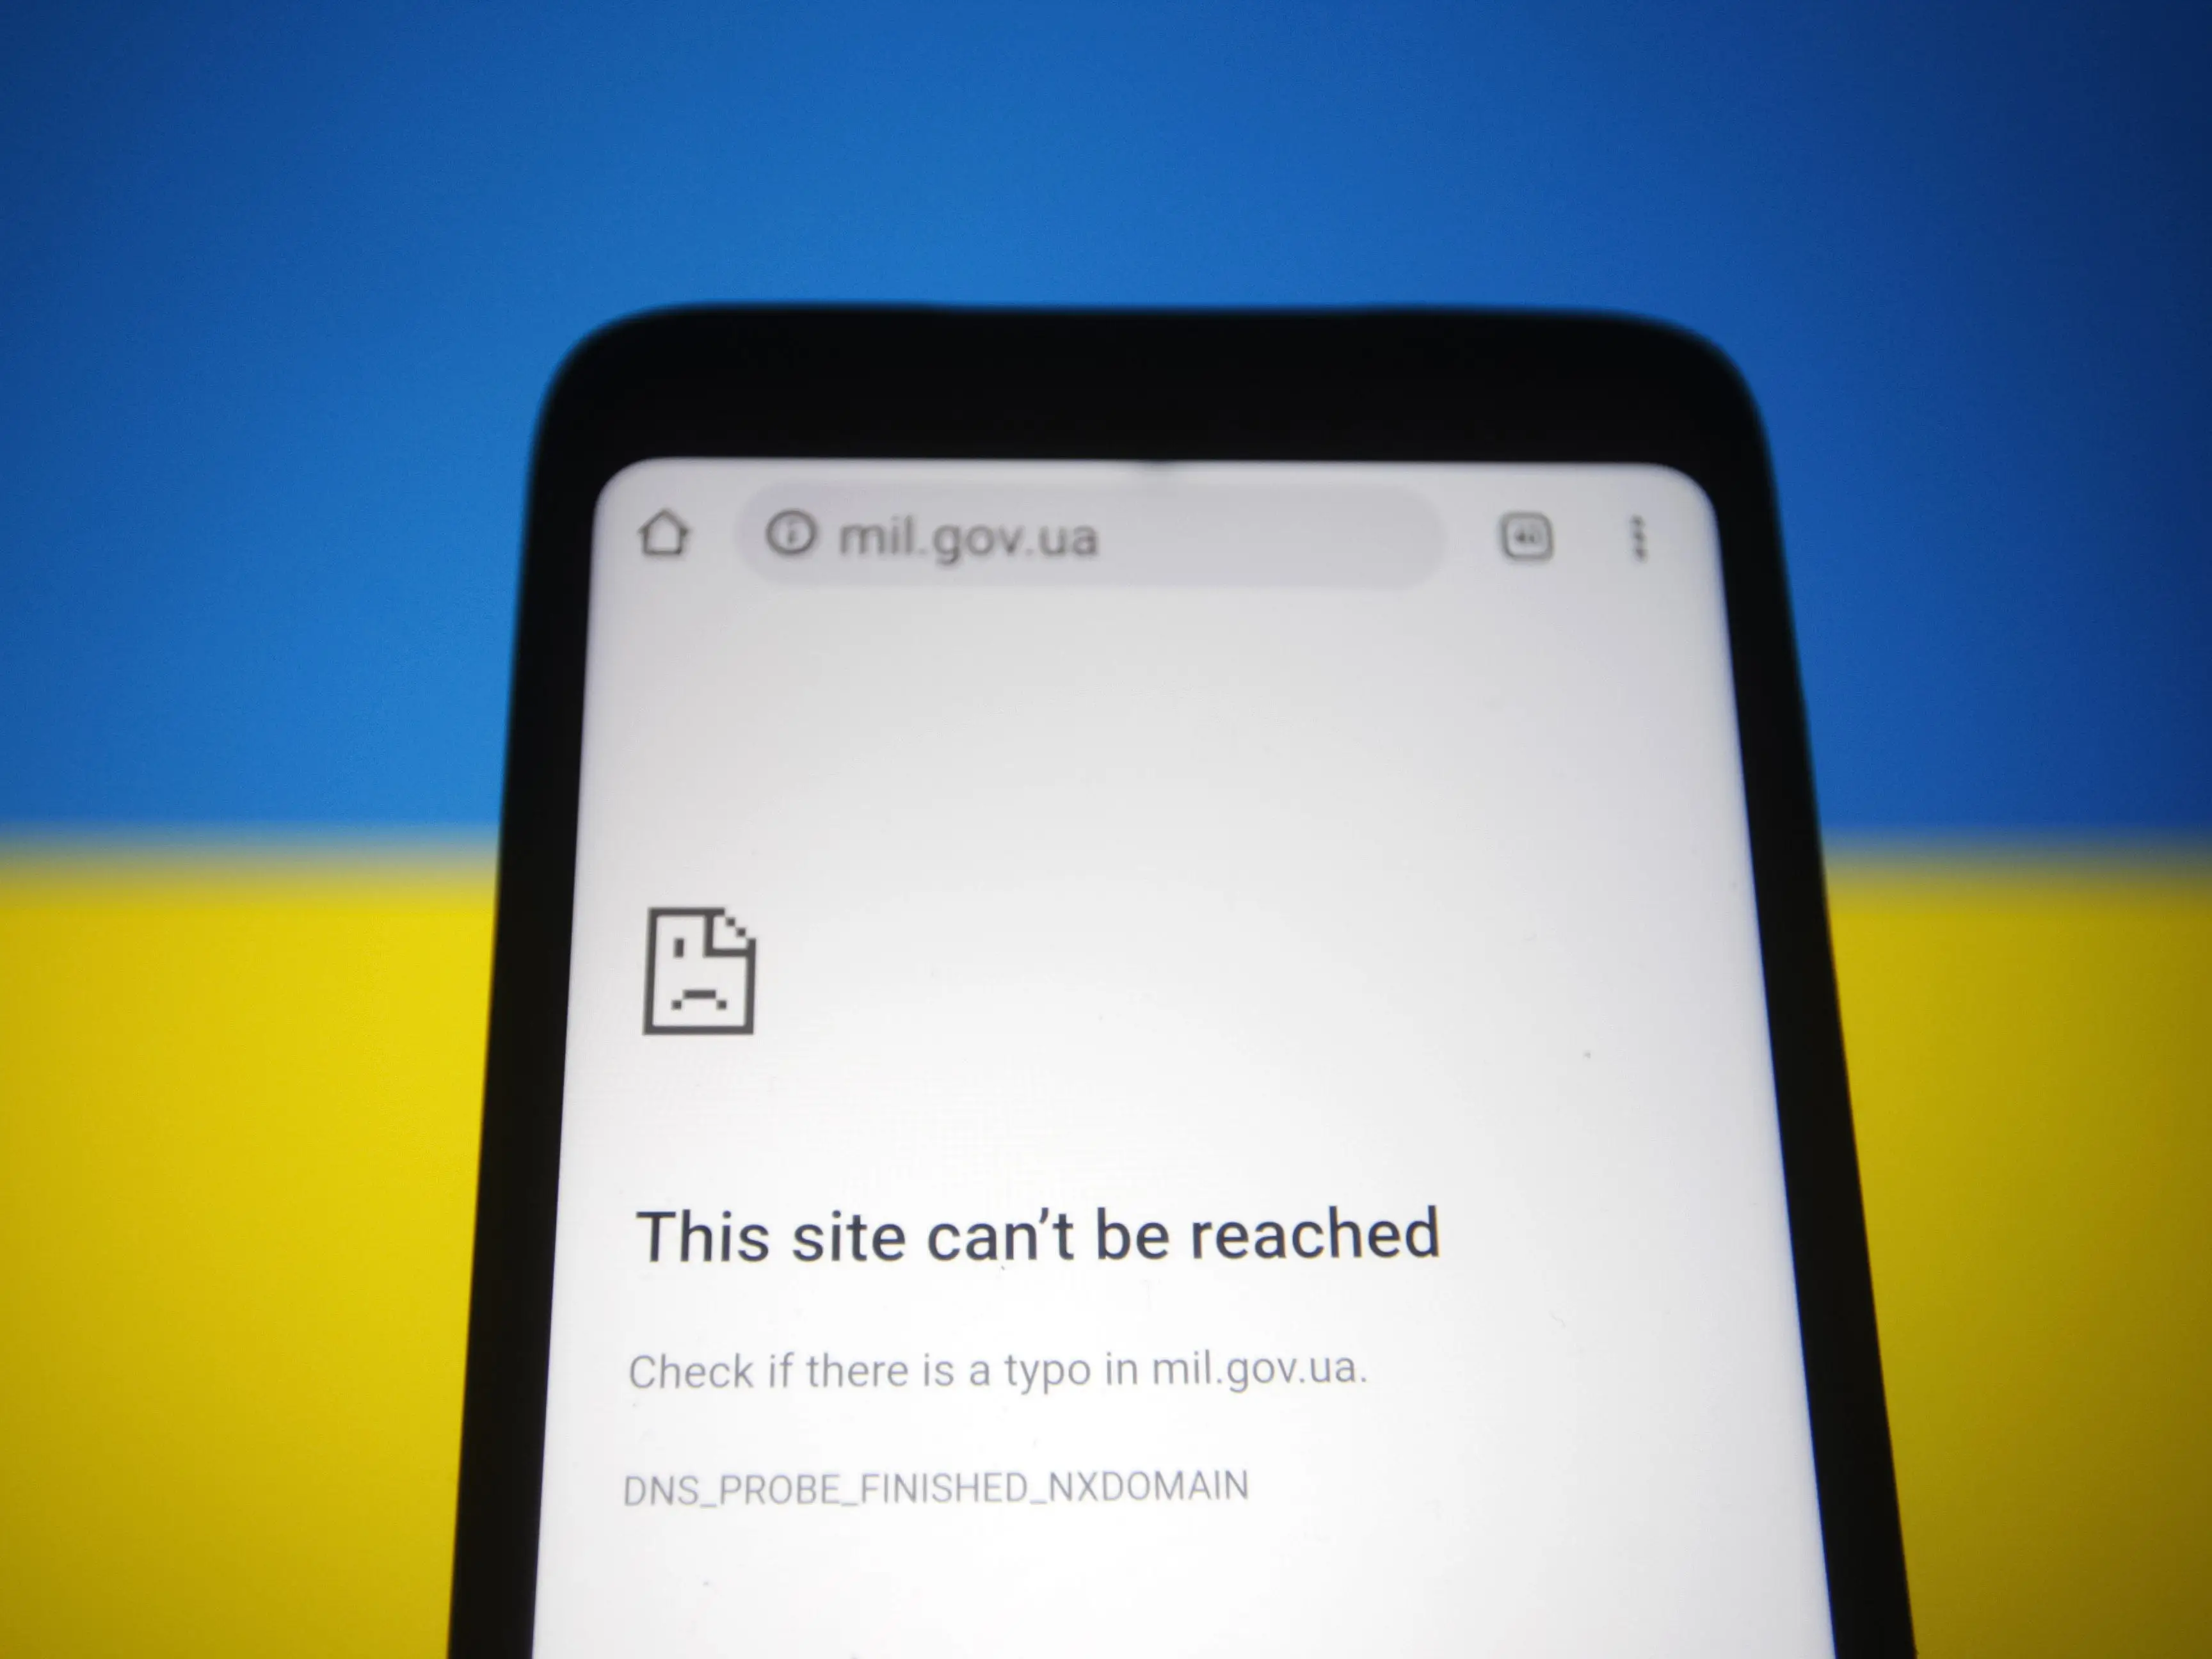 mil.gov.ua
This site can’t be reached
Check if there is a typo in mil.gov.ua.
DNS_PROBE_FINISHED_NXDOMAIN